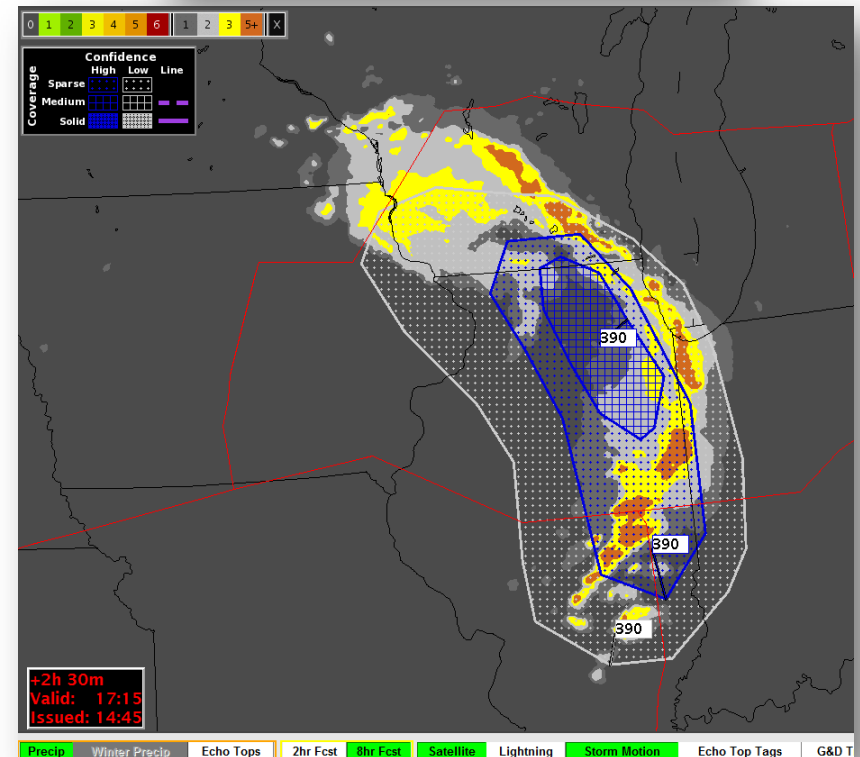 0 1 2 3 4 5 6 1 2 3 5+ X
Confidence
High Low Line
Coverage
Sparse
Medium
Solid
390
390
390
+2h 30m
Valid: 17:15
Issued: 14:45
Precip Winter Precip Echo Tops 2hr Fcst 8hr Fcst Satellite Lightning Storm Motion Echo Top Tags G&D T